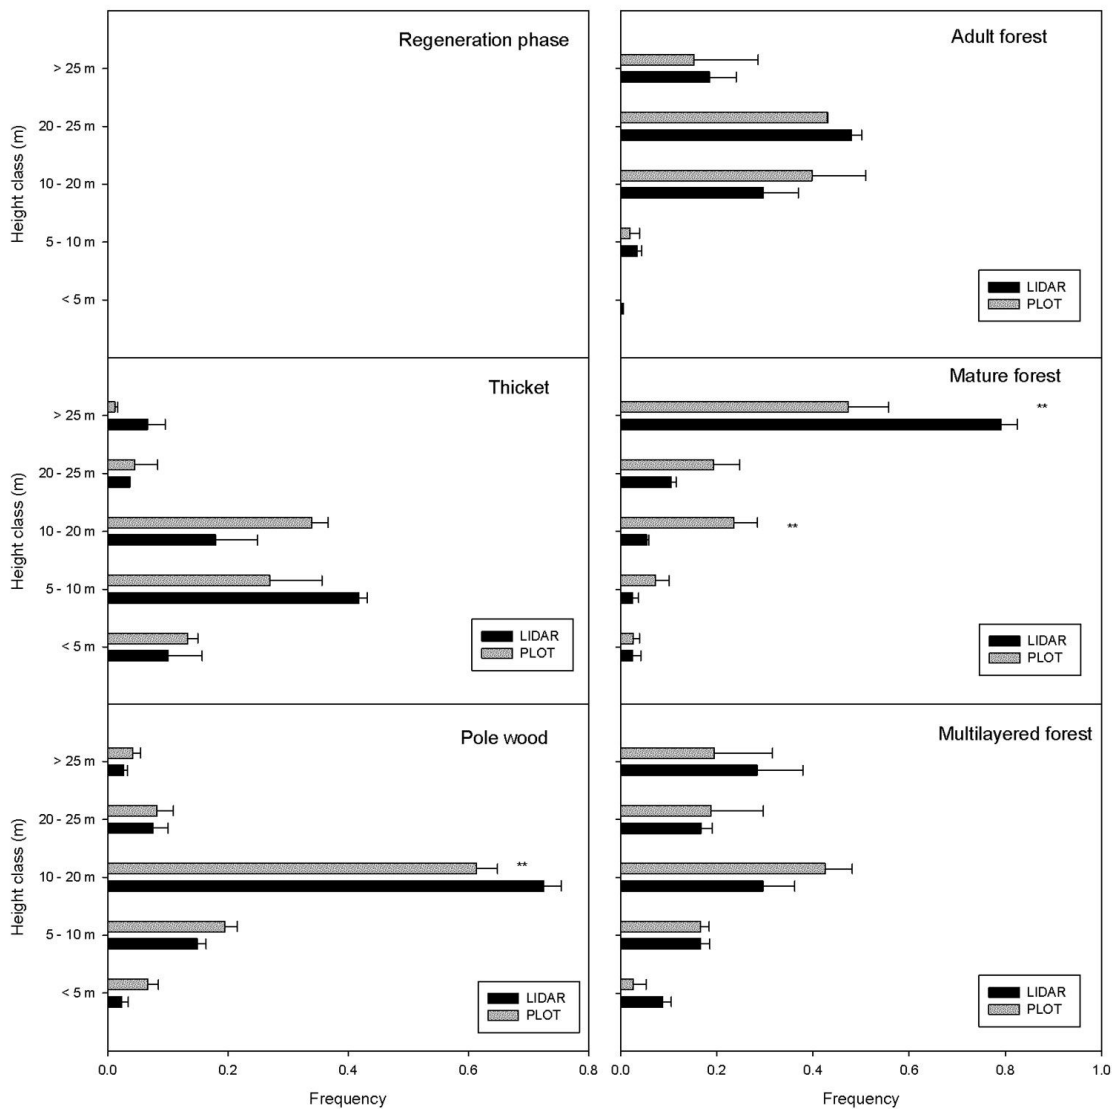 Regeneration phase
Height class (m)
> 25 m
20 - 25 m
10 - 20 m
5 - 10 m
< 5 m
Adult forest
LIDAR
PLOT
Thicket
Height class (m)
> 25 m
20 - 25 m
10 - 20 m
5 - 10 m
< 5 m
LIDAR
PLOT
Mature forest
**
**
LIDAR
PLOT
Pole wood
Height class (m)
> 25 m
20 - 25 m
10 - 20 m
5 - 10 m
< 5 m
**
LIDAR
PLOT
0.0 0.2 0.4 0.6 0.8
Frequency
Multilayered forest
LIDAR
PLOT
0.0 0.2 0.4 0.6 0.8 1.0
Frequency